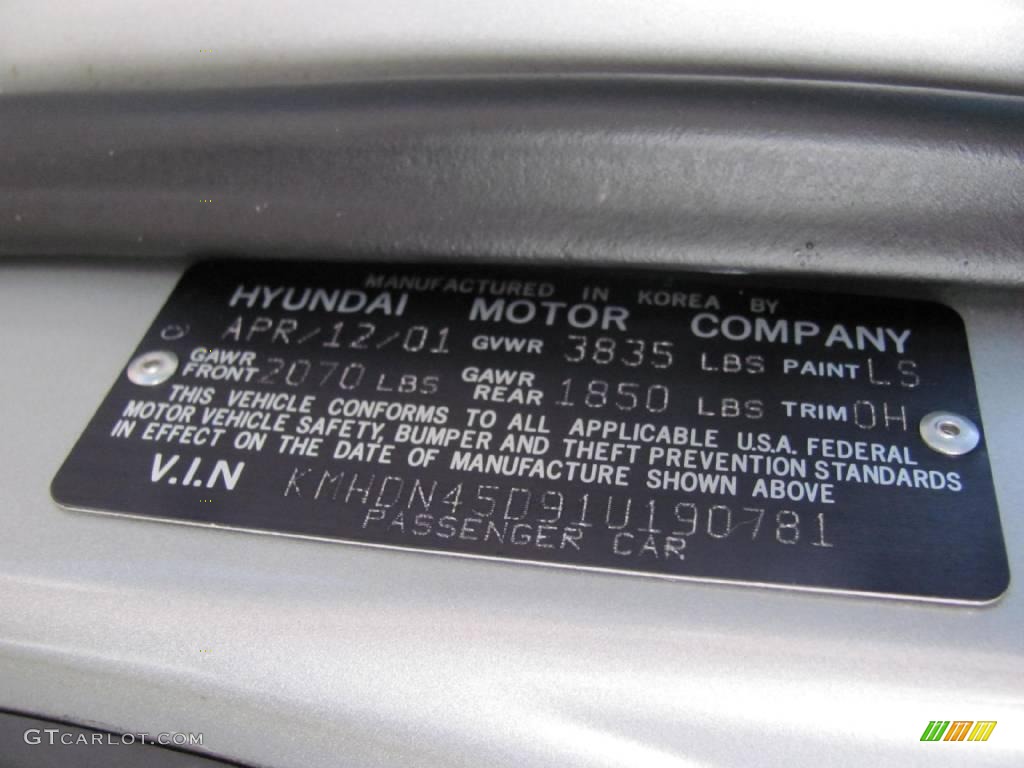 MANUFACTURED IN KOREA BY
HYUNDAI MOTOR COMPANY
APR/12/01 GVWR 3835 LBS PAINT LS
GAWR FRONT 2070 LBS GAWR REAR 1850 LBS TRIM OH
THIS VEHICLE CONFORMS TO ALL APPLICABLE U.S.A. FEDERAL
MOTOR VEHICLE SAFETY, BUMPER AND THEFT PREVENTION STANDARDS
IN EFFECT ON THE DATE OF MANUFACTURE SHOWN ABOVE
V.I.N KMHDN45D91U190781
PASSENGER CAR
GTCARLOT.COM